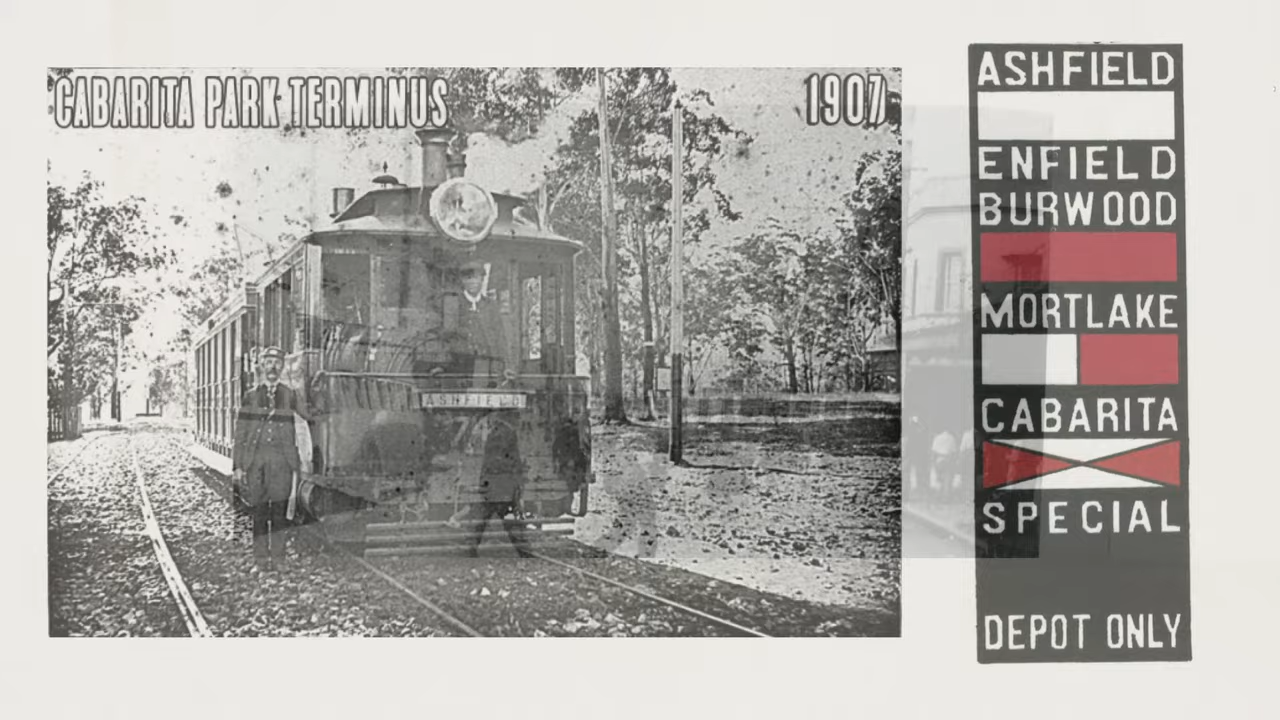 CABARITA PARK TERMINUS
1907
ASHFIELD
ASHFIELD
ENFIELD
BURWOOD
MORTLAKE
CABARITA
SPECIAL
DEPOT ONLY